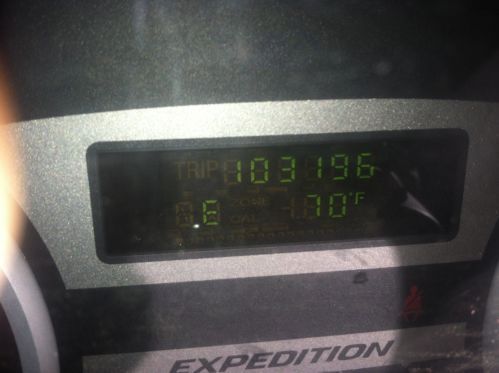 TRIP 103196
E ZONE 70°F
CAL
EXPEDITION